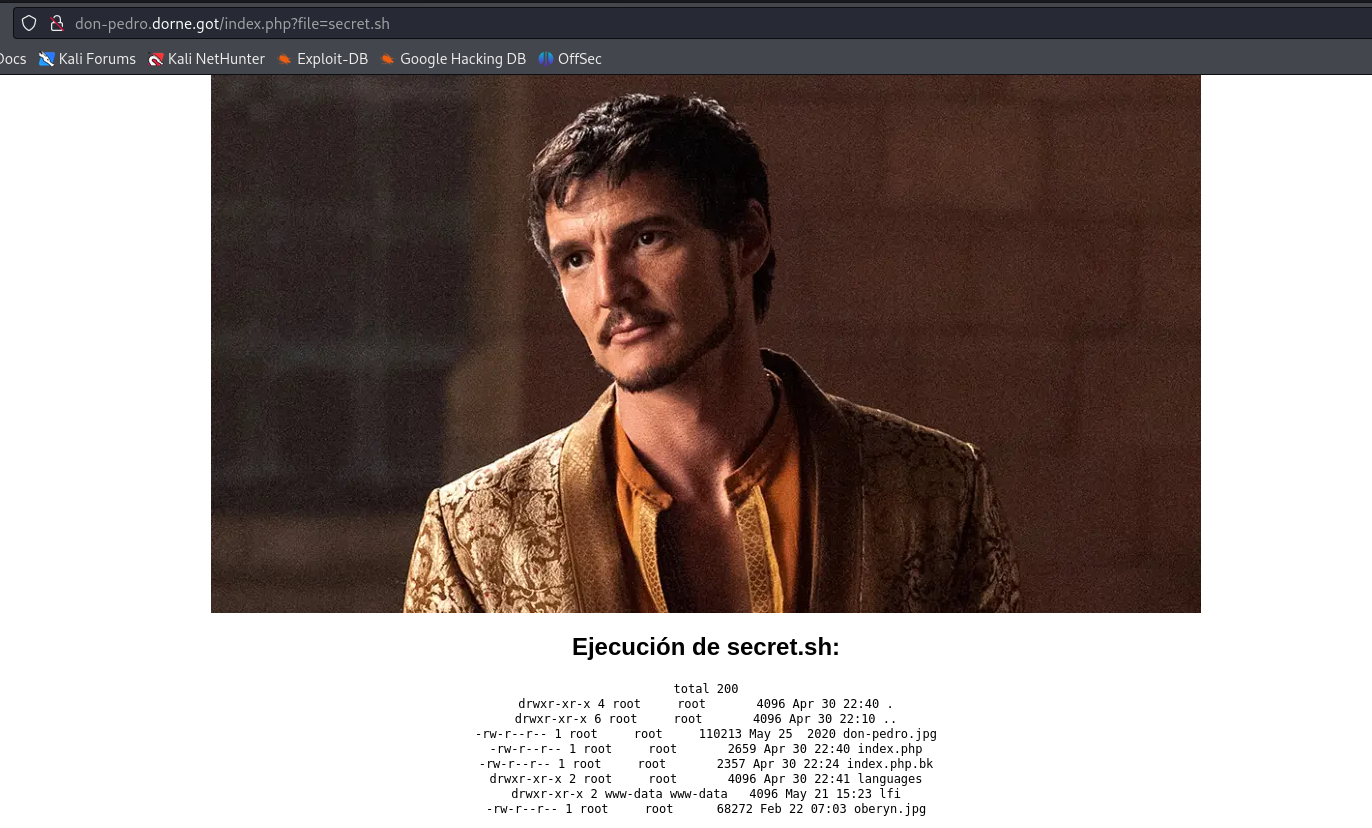 don-pedro.dorne.got/index.php?file=secret.sh
Docs Kali Forums Kali NetHunter Exploit-DB Google Hacking DB OffSec
Ejecución de secret.sh:
total 200
drwxr-xr-x 4 root     root       4096 Apr 30 22:40 .
drwxr-xr-x 6 root     root       4096 Apr 30 22:10 ..
-rw-r--r-- 1 root     root     110213 May 25  2020 don-pedro.jpg
-rw-r--r-- 1 root     root       2659 Apr 30 22:40 index.php
-rw-r--r-- 1 root     root       2357 Apr 30 22:24 index.php.bk
drwxr-xr-x 2 root     root       4096 Apr 30 22:41 languages
drwxr-xr-x 2 www-data www-data   4096 May 21 15:23 lfi
-rw-r--r-- 1 root     root      68272 Feb 22 07:03 oberyn.jpg